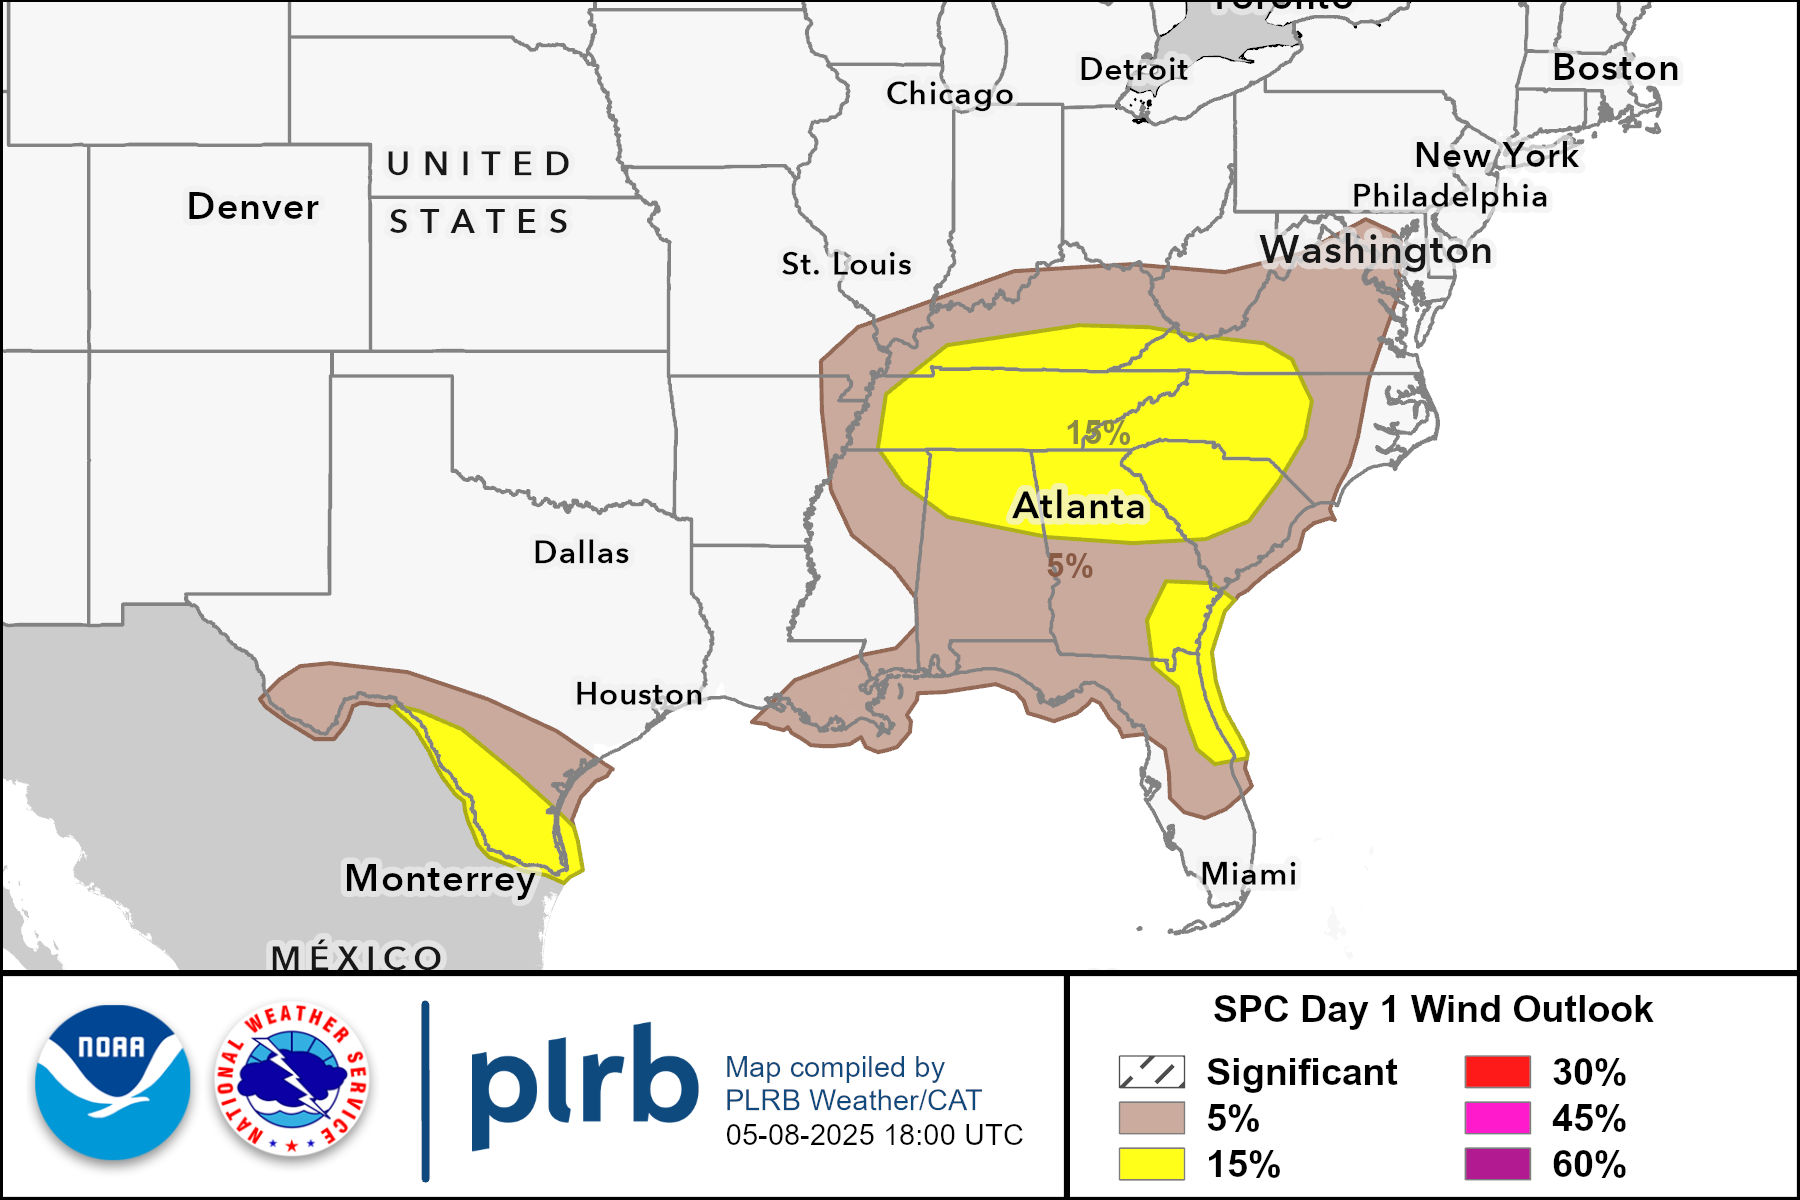 Toronto
Detroit
Boston
Chicago
UNITED
STATES
New York
Philadelphia
Denver
Washington
St. Louis
15%
Atlanta
5%
Dallas
Houston
Monterrey
Miami
MÉXICO
NOAA
NATIONAL WEATHER SERVICE
plrb
Map compiled by
PLRB Weather/CAT
05-08-2025 18:00 UTC
SPC Day 1 Wind Outlook
Significant
5%
15%
30%
45%
60%